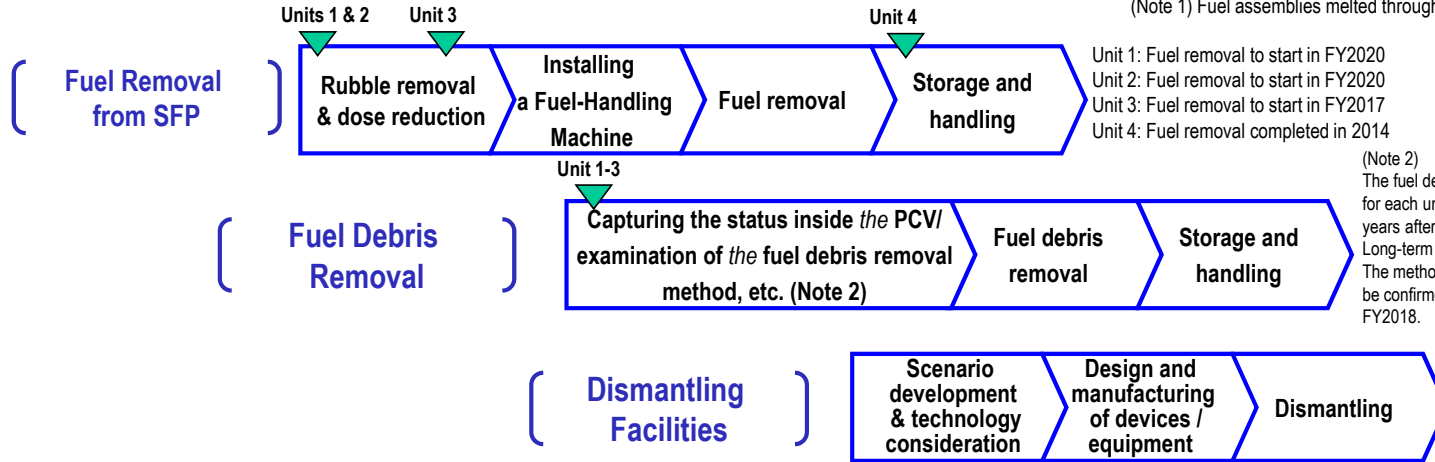 (Note 1) Fuel assemblies melted through
Units 1 & 2
Unit 3
Unit 4
Fuel Removal
from SFP
Rubble removal
& dose reduction
Installing
a Fuel-Handling
Machine
Fuel removal
Storage and
handling
Unit 1: Fuel removal to start in FY2020
Unit 2: Fuel removal to start in FY2020
Unit 3: Fuel removal to start in FY2017
Unit 4: Fuel removal completed in 2014
Unit 1-3
Fuel Debris
Removal
Capturing the status inside the PCV/
examination of the fuel debris removal
method, etc. (Note 2)
Fuel debris
removal
Storage and
handling
(Note 2)
The fuel de
for each
years after
Long-term
The metho
be confirm
FY2018.
Dismantling
Facilities
Scenario
development
& technology
consideration
Design and
manufacturing
of devices /
equipment
Dismantling